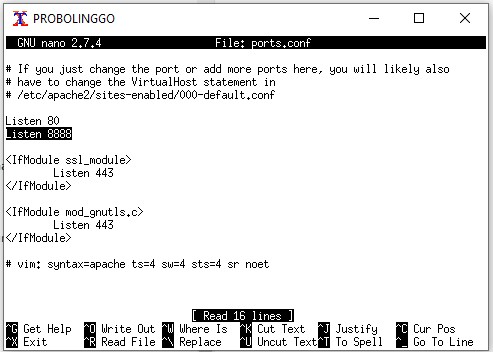 PROBOLINGGO
GNU nano 2.7.4 File: ports.conf
# If you just change the port or add more ports here, you will likely also
# have to change the VirtualHost statement in
# /etc/apache2/sites-enabled/000-default.conf
Listen 80
Listen 8888
<IfModule ssl_module>
Listen 443
</IfModule>
<IfModule mod_gnutls.c>
Listen 443
</IfModule>
# vim: syntax=apache ts=4 sw=4 sts=4 sr noet
[ Read 16 lines ]
^G Get Help ^O Write Out ^W Where Is ^K Cut Text ^J Justify ^C Cur Pos
^X Exit ^R Read File ^\ Replace ^U Uncut Text ^T To Spell ^_ Go To Line